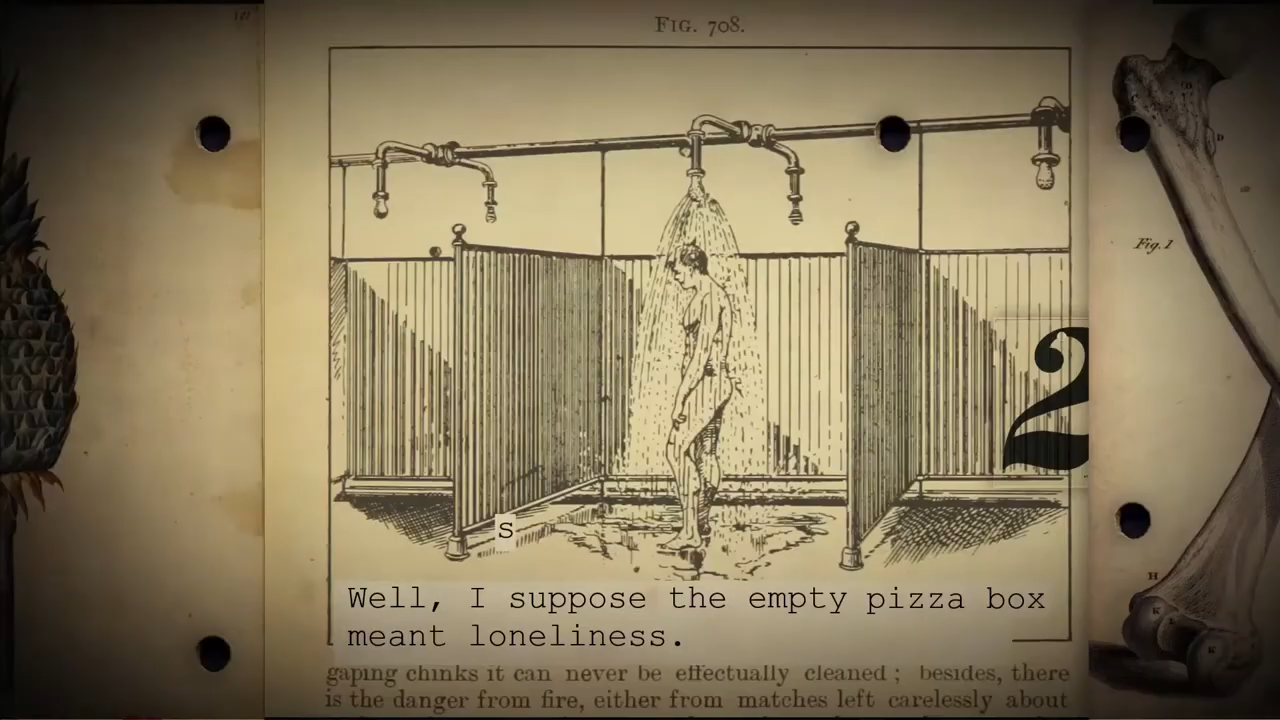 FIG. 708.
Fig. 1
2
S
Well, I suppose the empty pizza box
meant loneliness.
gaping chinks it can never be effectually cleaned ; besides, there
is the danger from fire, either from matches left carelessly about
B
D
H
K
K
K